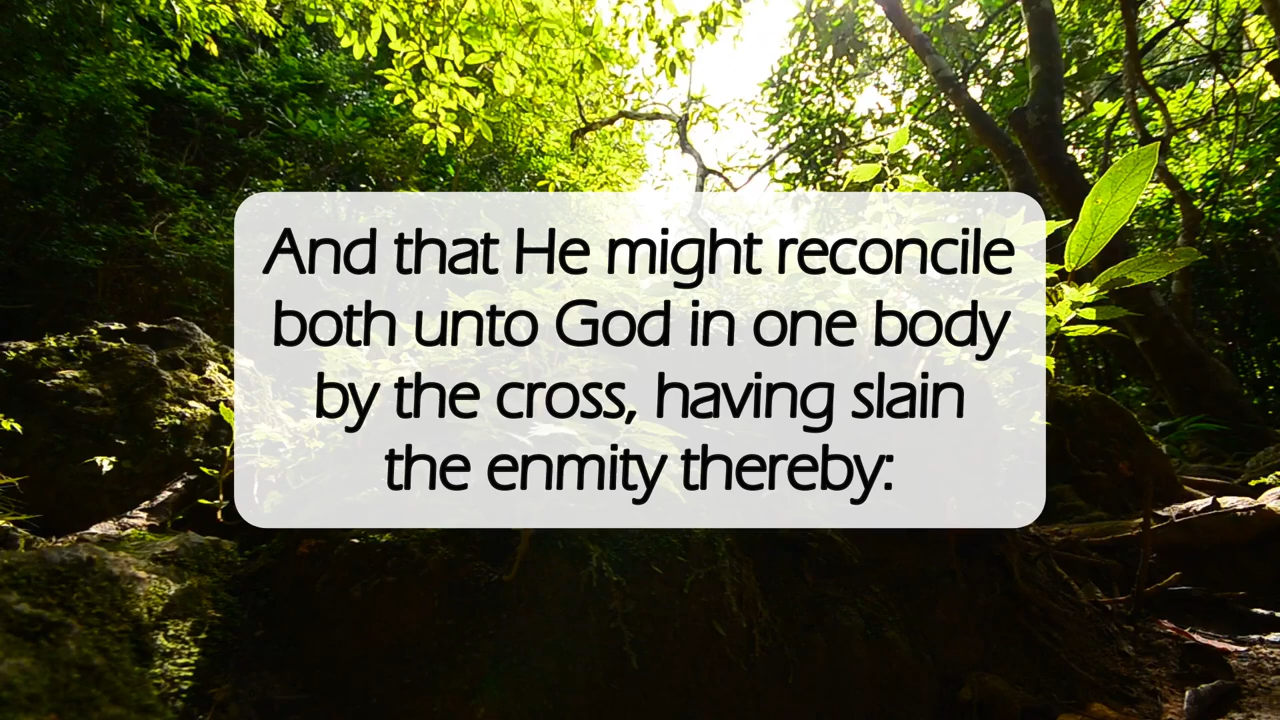 And that He might reconcile
both unto God in one body
by the cross, having slain
the enmity thereby: